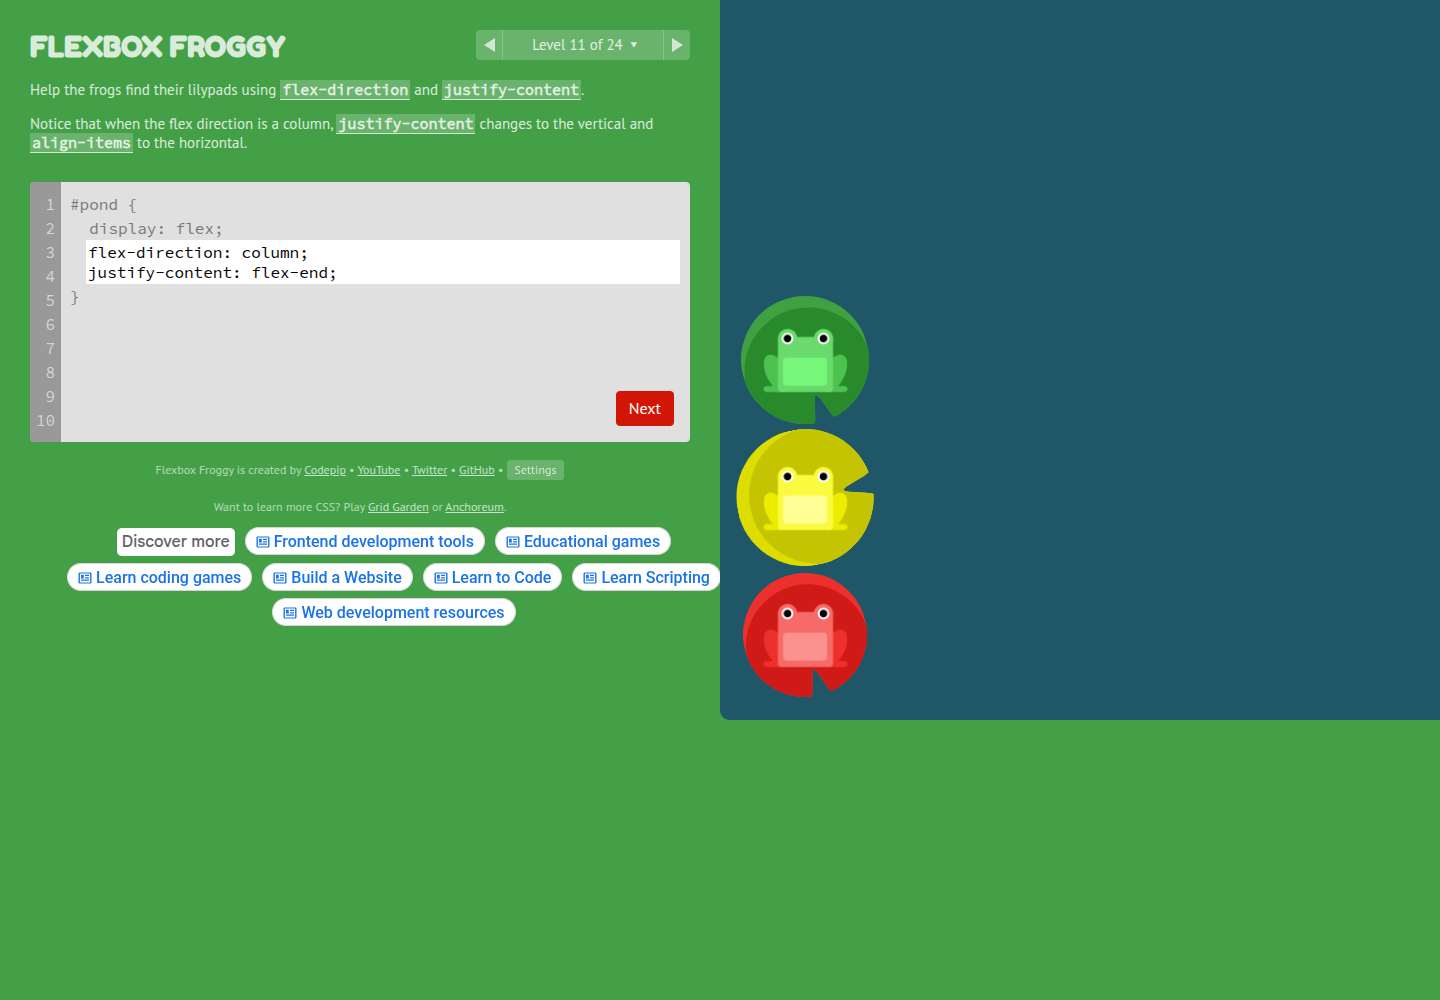 FLEXBOX FROGGY
Level 11 of 24 ▼
Help the frogs find their lilypads using flex-direction and justify-content.
Notice that when the flex direction is a column, justify-content changes to the vertical and
align-items to the horizontal.
1 #pond {
2 display: flex;
3 flex-direction: column;
4 justify-content: flex-end;
5 }
6
7
8
9
10
Next
Flexbox Froggy is created by Codepip • YouTube • Twitter • GitHub • Settings
Want to learn more CSS? Play Grid Garden or Anchoreum.
Discover more Frontend development tools Educational games
Learn coding games Build a Website Learn to Code Learn Scripting
Web development resources